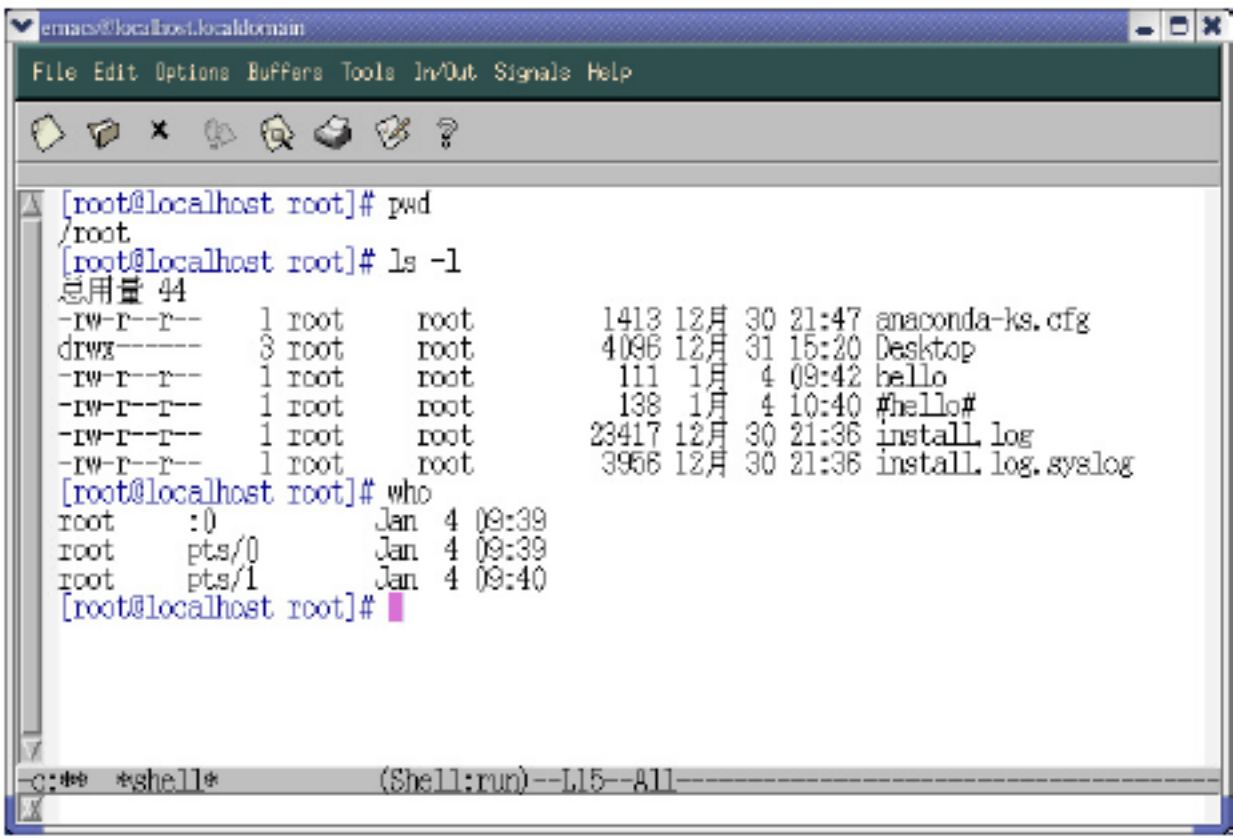 emacs@localhost.localdomain
File Edit Options Buffers Tools In/Out Signals Help
[root@localhost root]# pwd
/root
[root@localhost root]# ls -l
总用量 44
-rw-r--r--    1 root     root         1413 12月 30 21:47 anaconda-ks.cfg
drwx------    3 root     root         4096 12月 31 15:20 Desktop
-rw-r--r--    1 root     root          111  1月  4 09:42 hello
-rw-r--r--    1 root     root          138  1月  4 10:40 #hello#
-rw-r--r--    1 root     root        23417 12月 30 21:36 install.log
-rw-r--r--    1 root     root         3956 12月 30 21:36 install.log.syslog
[root@localhost root]# who
root     :0           Jan  4 09:39
root     pts/0        Jan  4 09:39
root     pts/1        Jan  4 09:40
[root@localhost root]#
-c:**  *shell*          (Shell:run)--L15--All----------------------------------------